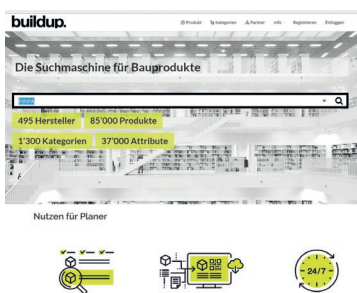 buildup.
Produkt Kategorien Partner Info Registrieren Einloggen
Die Suchmaschine für Bauprodukte
495 Hersteller 85'000 Produkte
1'300 Kategorien 37'000 Attribute
Nutzen für Planer
24/7